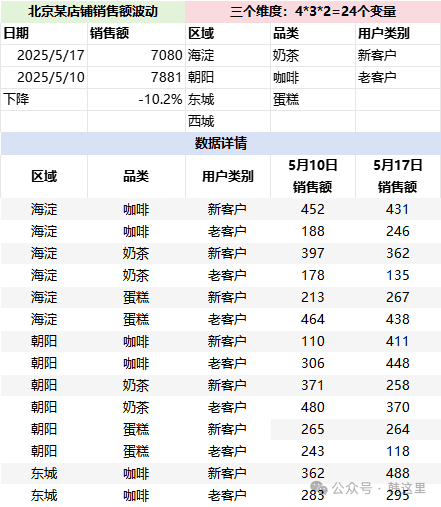 北京某店铺销售额波动 三个维度：4*3*2=24个变量
日期 销售额 区域 品类 用户类别
2025/5/17 7080 海淀 奶茶 新客户
2025/5/10 7881 朝阳 咖啡 老客户
下降 -10.2% 东城 蛋糕
西城
数据详情
区域 品类 用户类别 5月10日 销售额 5月17日 销售额
海淀 咖啡 新客户 452 431
海淀 咖啡 老客户 188 246
海淀 奶茶 新客户 397 362
海淀 奶茶 老客户 178 135
海淀 蛋糕 新客户 213 267
海淀 蛋糕 老客户 464 438
朝阳 咖啡 新客户 110 411
朝阳 咖啡 老客户 306 448
朝阳 奶茶 新客户 371 258
朝阳 奶茶 老客户 480 370
朝阳 蛋糕 新客户 265 264
朝阳 蛋糕 老客户 243 118
东城 咖啡 新客户 362 488
东城 咖啡 老客户 283 295
公众号 · 韩这里